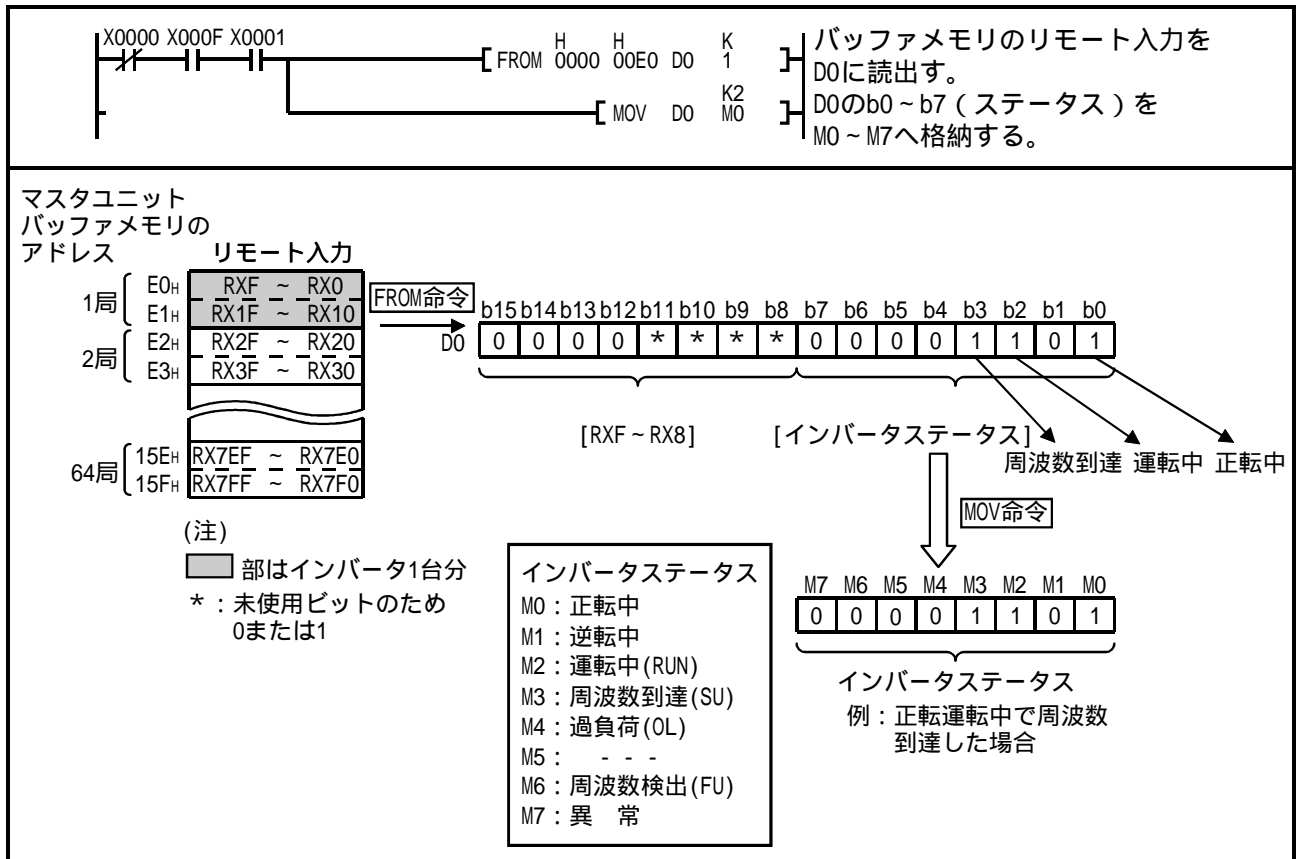 X0000 X000F X0001
H H K
FROM 0000 00E0 D0 1
K2
MOV D0 M0
バッファメモリのリモート入力を
D0に読出す。
D0のb0～b7（ステータス）を
M0～M7へ格納する。
マスタユニット
バッファメモリの
アドレス
リモート入力
1局
E0H RXF ～ RX0
E1H RX1F ～ RX10
2局
E2H RX2F ～ RX20
E3H RX3F ～ RX30
64局
15EH RX7EF ～ RX7E0
15FH RX7FF ～ RX7F0
FROM命令
b15 b14 b13 b12 b11 b10 b9 b8 b7 b6 b5 b4 b3 b2 b1 b0
D0 0 0 0 0 * * * * 0 0 0 0 1 1 0 1
[RXF～RX8] [インバータステータス]
周波数到達 運転中 正転中
MOV命令
(注)
部はインバータ1台分
*：未使用ビットのため
0または1
インバータステータス
M0：正転中
M1：逆転中
M2：運転中(RUN)
M3：周波数到達(SU)
M4：過負荷(OL)
M5： - - -
M6：周波数検出(FU)
M7：異 常
M7 M6 M5 M4 M3 M2 M1 M0
0 0 0 0 1 1 0 1
インバータステータス
例：正転運転中で周波数
到達した場合